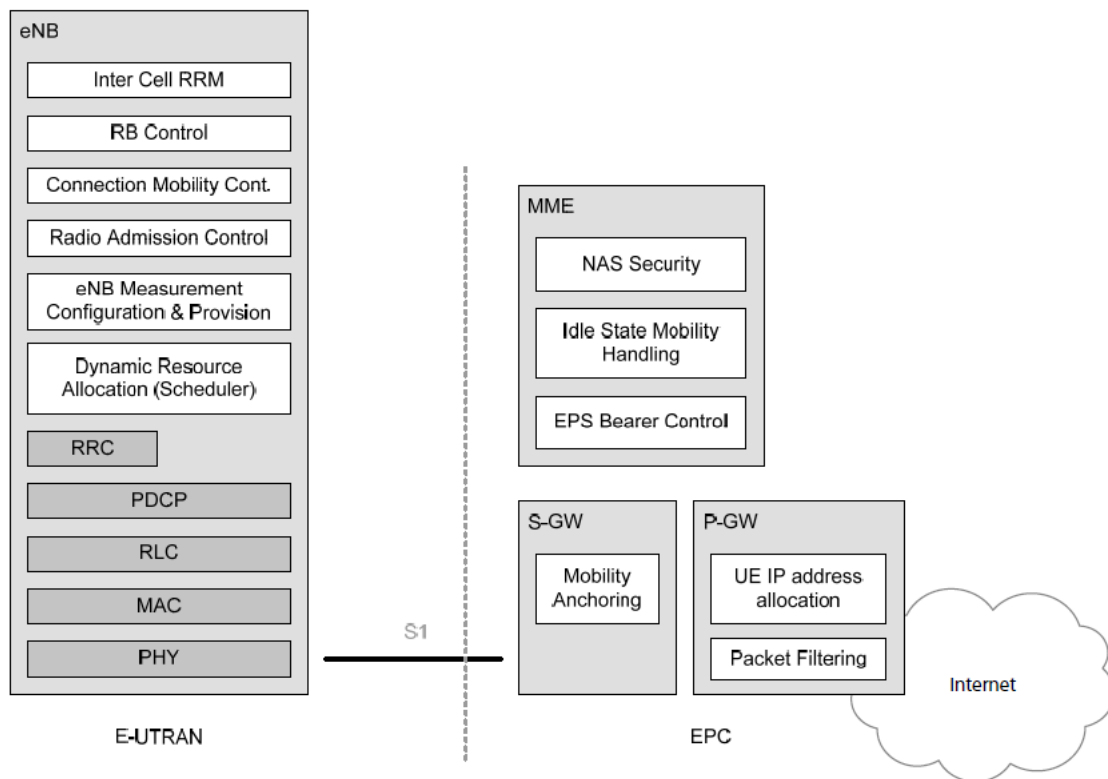 eNB
Inter Cell RRM
RB Control
Connection Mobility Cont.
Radio Admission Control
eNB Measurement
Configuration & Provision
Dynamic Resource
Allocation (Scheduler)
RRC
PDCP
RLC
MAC
PHY
E-UTRAN
S1
MME
NAS Security
Idle State Mobility
Handling
EPS Bearer Control
S-GW
Mobility
Anchoring
P-GW
UE IP address
allocation
Packet Filtering
EPC
Internet